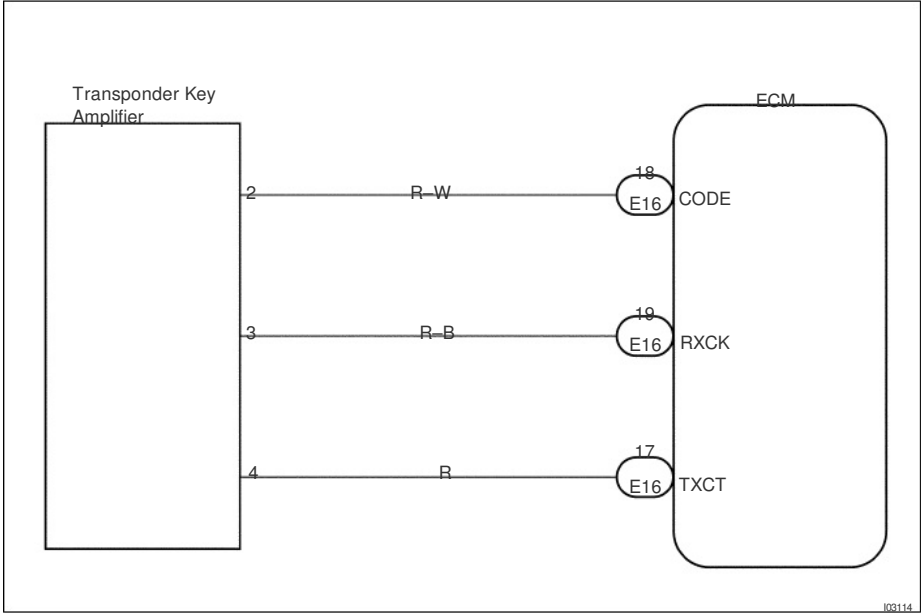 Transponder Key
Amplifier
ECM
2
R–W
18
E16
CODE
3
R–B
19
E16
RXCK
4
R
17
E16
TXCT
I03114